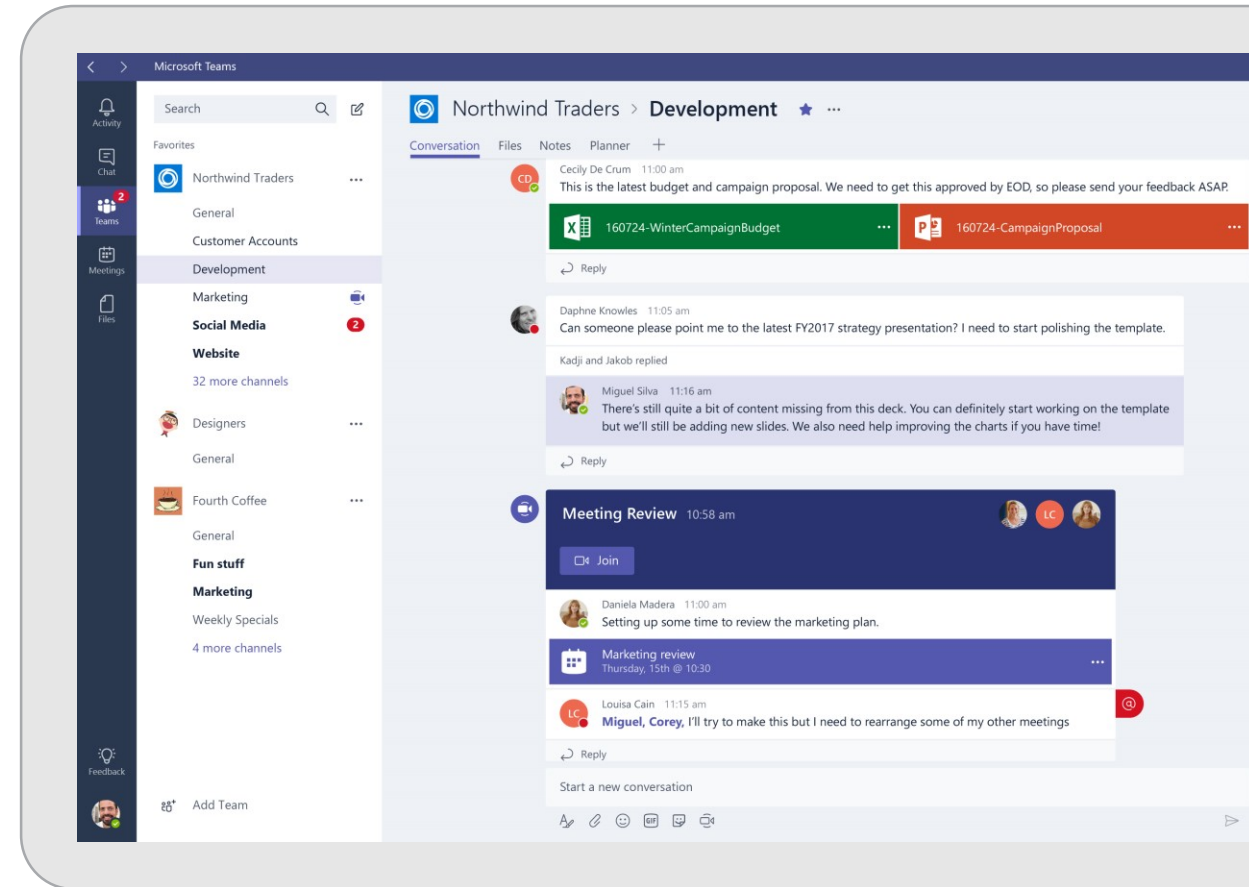 Microsoft Teams
Activity
Chat
2
Teams
Meetings
Files
Feedback
Search
Favorites
Northwind Traders
General
Customer Accounts
Development
Marketing
Social Media 2
Website
32 more channels
Designers
General
Fourth Coffee
General
Fun stuff
Marketing
Weekly Specials
4 more channels
Add Team
Northwind Traders > Development
Conversation Files Notes Planner
CD
Cecily De Crum 11:00 am
This is the latest budget and campaign proposal. We need to get this approved by EOD, so please send your feedback ASAP.
160724-WinterCampaignBudget
160724-CampaignProposal
Reply
Daphne Knowles 11:05 am
Can someone please point me to the latest FY2017 strategy presentation? I need to start polishing the template.
Kadji and Jakob replied
Miguel Silva 11:16 am
There's still quite a bit of content missing from this deck. You can definitely start working on the template
but we'll still be adding new slides. We also need help improving the charts if you have time!
Reply
Meeting Review 10:58 am
LC
Join
Daniela Madera 11:00 am
Setting up some time to review the marketing plan.
Marketing review
Thursday, 15th @ 10:30
LC
Louisa Cain 11:15 am
Miguel, Corey, I'll try to make this but I need to rearrange some of my other meetings
@
Reply
Start a new conversation
GIF